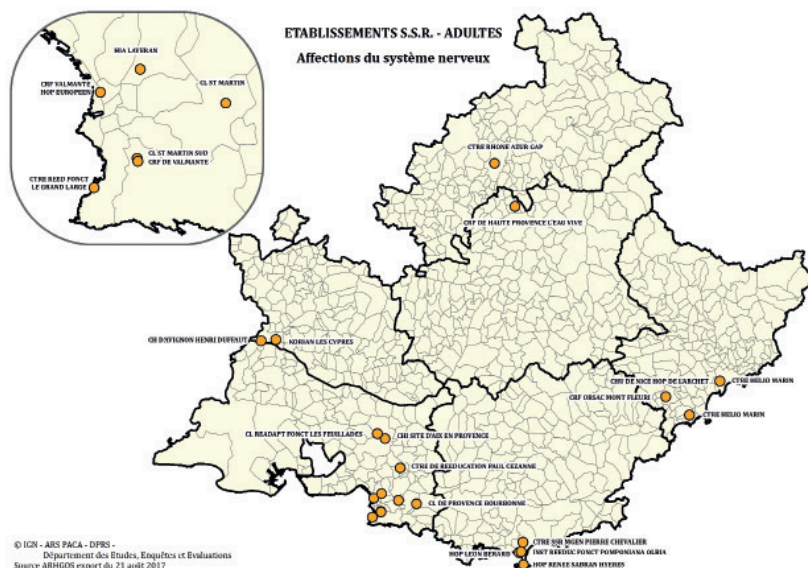 ETABLISSEMENTS S.S.R. - ADULTES
Affections du système nerveux
HIA LAVERAN
CL ST MARTIN
CRF VALMANTE
HOP EUROPEEN
CL ST MARTIN SUD
CRF DE VALMANTE
CTRE REED FONCT
LE GRAND LARGE
CTRE RHONE AZUR GAP
CRF DE HAUTE PROVENCE L'EAU VIVE
CH D'AVIGNON HENRI DUFFAUT
KORIAN LES CYPRES
CHU DE NICE HOP DE L'ARCHET
CTRE HELIO MARIN
CRF ORSAC MONT FLEURI
CTRE HELIO MARIN
CL READAPT FONCT LES FEUILLADES
CHI SITE D'AIX EN PROVENCE
CTRE DE REEDUCATION PAUL CEZANNE
CL DE PROVENCE BOURBONNE
CTRE SSR MGEN PIERRE CHEVALIER
HOP LEON BERARD
INST REEDUC FONCT POMPONIANA OLBIA
HOP RENEE SABRAN HYERES
© IGN - ARS PACA - DPRS -
Département des Etudes, Enquêtes et Evaluations
Source ARHGOS export du 21 août 2017